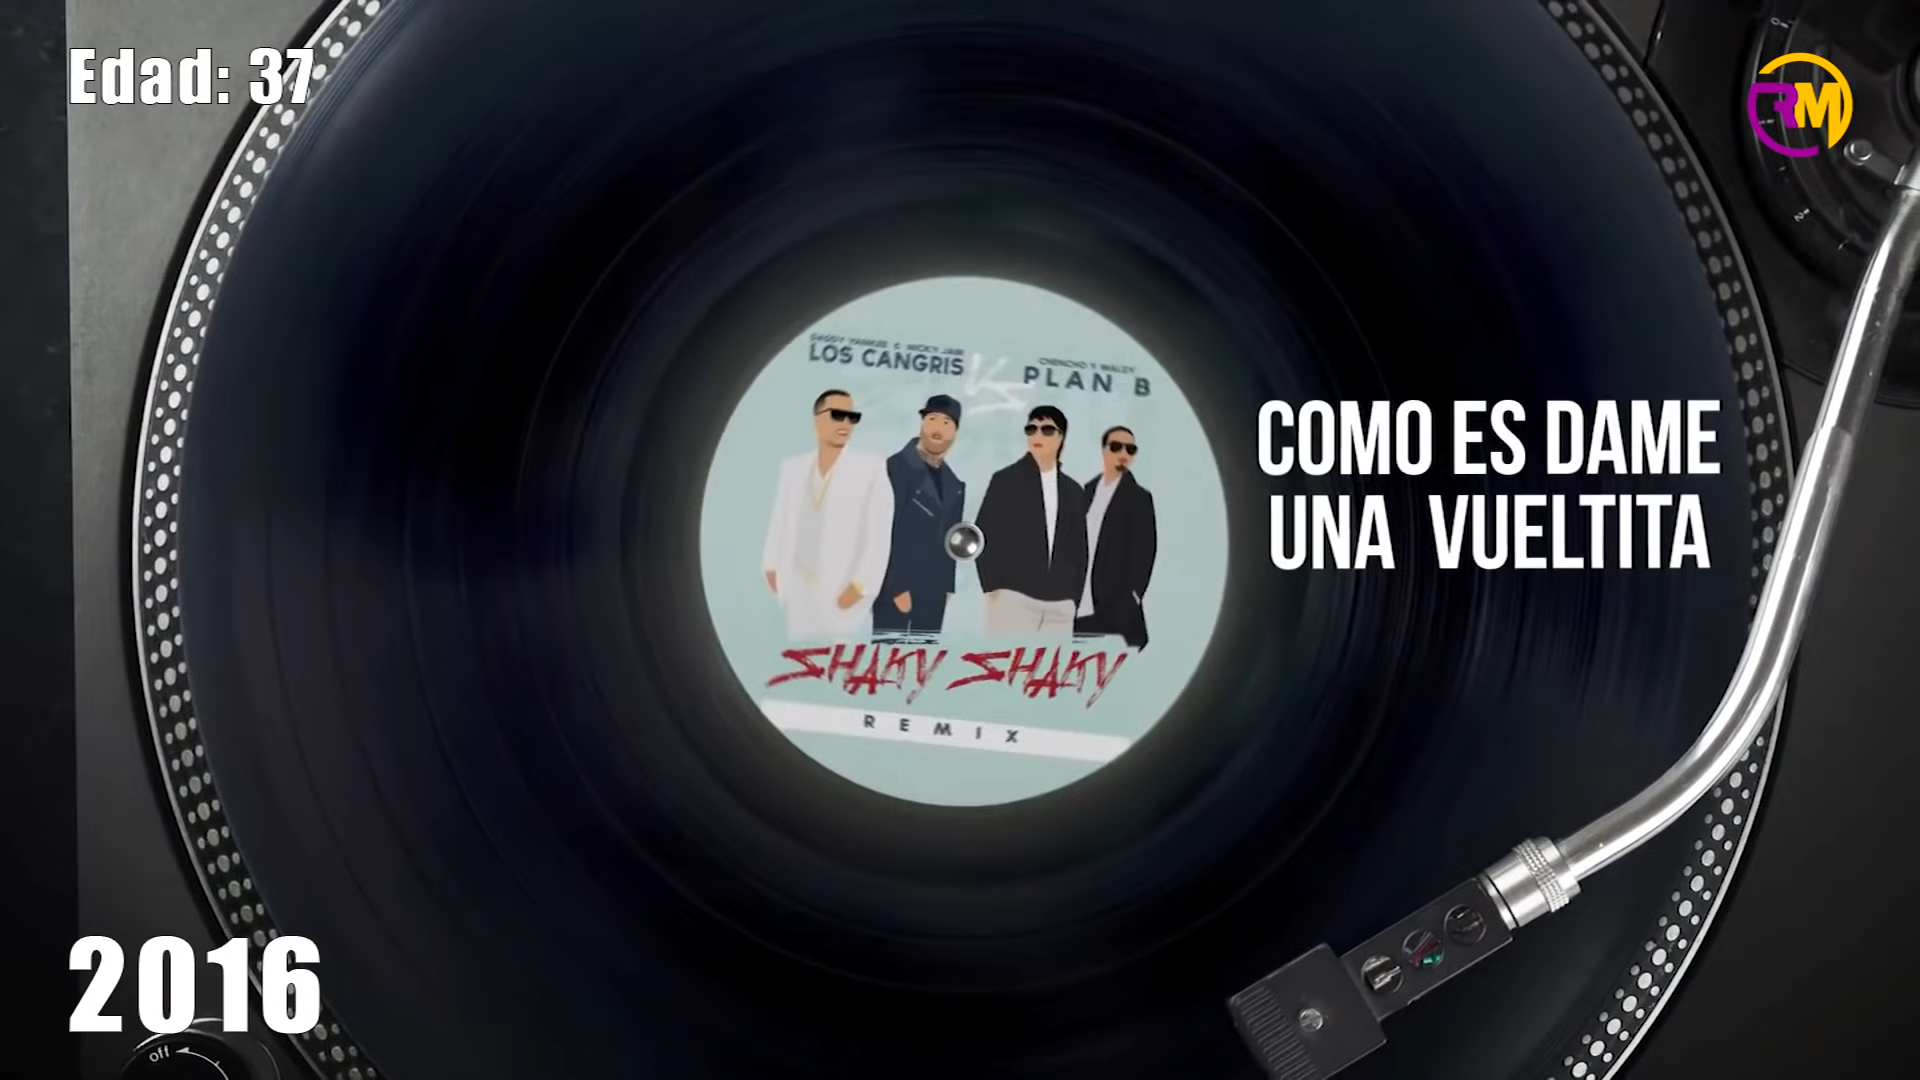 Edad: 37
RM
DADDY YANKEE & NICKY JAM
LOS CANGRIS
VS
CHENCHO Y MALDY
PLAN B
COMO ES DAME
UNA VUELTITA
SHAKY SHAKY
REMIX
2016
off